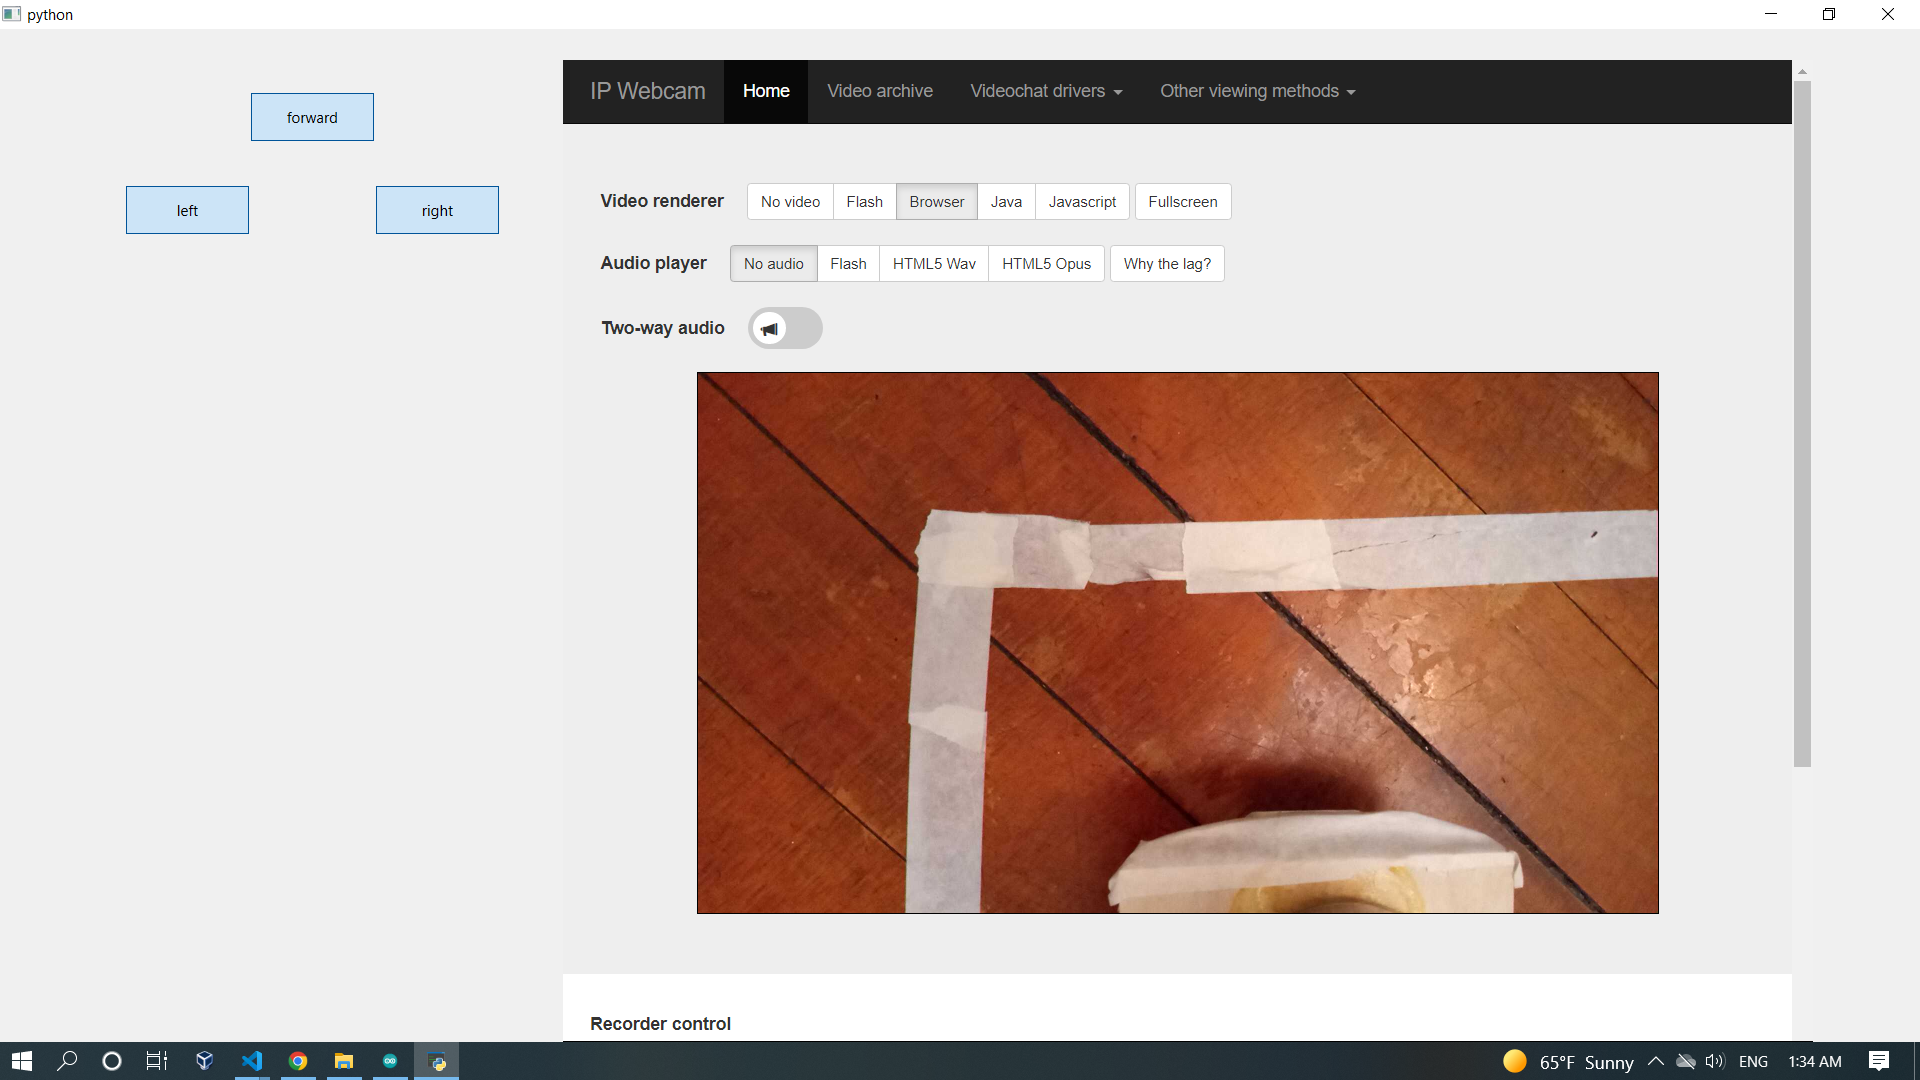 python
forward
left
right
IP Webcam Home Video archive Videochat drivers Other viewing methods
Video renderer No video Flash Browser Java Javascript Fullscreen
Audio player No audio Flash HTML5 Wav HTML5 Opus Why the lag?
Two-way audio
Recorder control
65°F Sunny ENG 1:34 AM